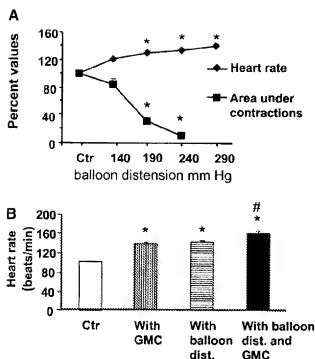 A
Percent values
160
120
80
40
0
* * *
* *
Heart rate
Area under
contractions
Ctr 140 190 240 290
balloon distension mm Hg
B
Heart rate
(beats/min)
200
160
120
80
40
0
#
* * *
Ctr With GMC With balloon dist. With balloon dist. and GMC